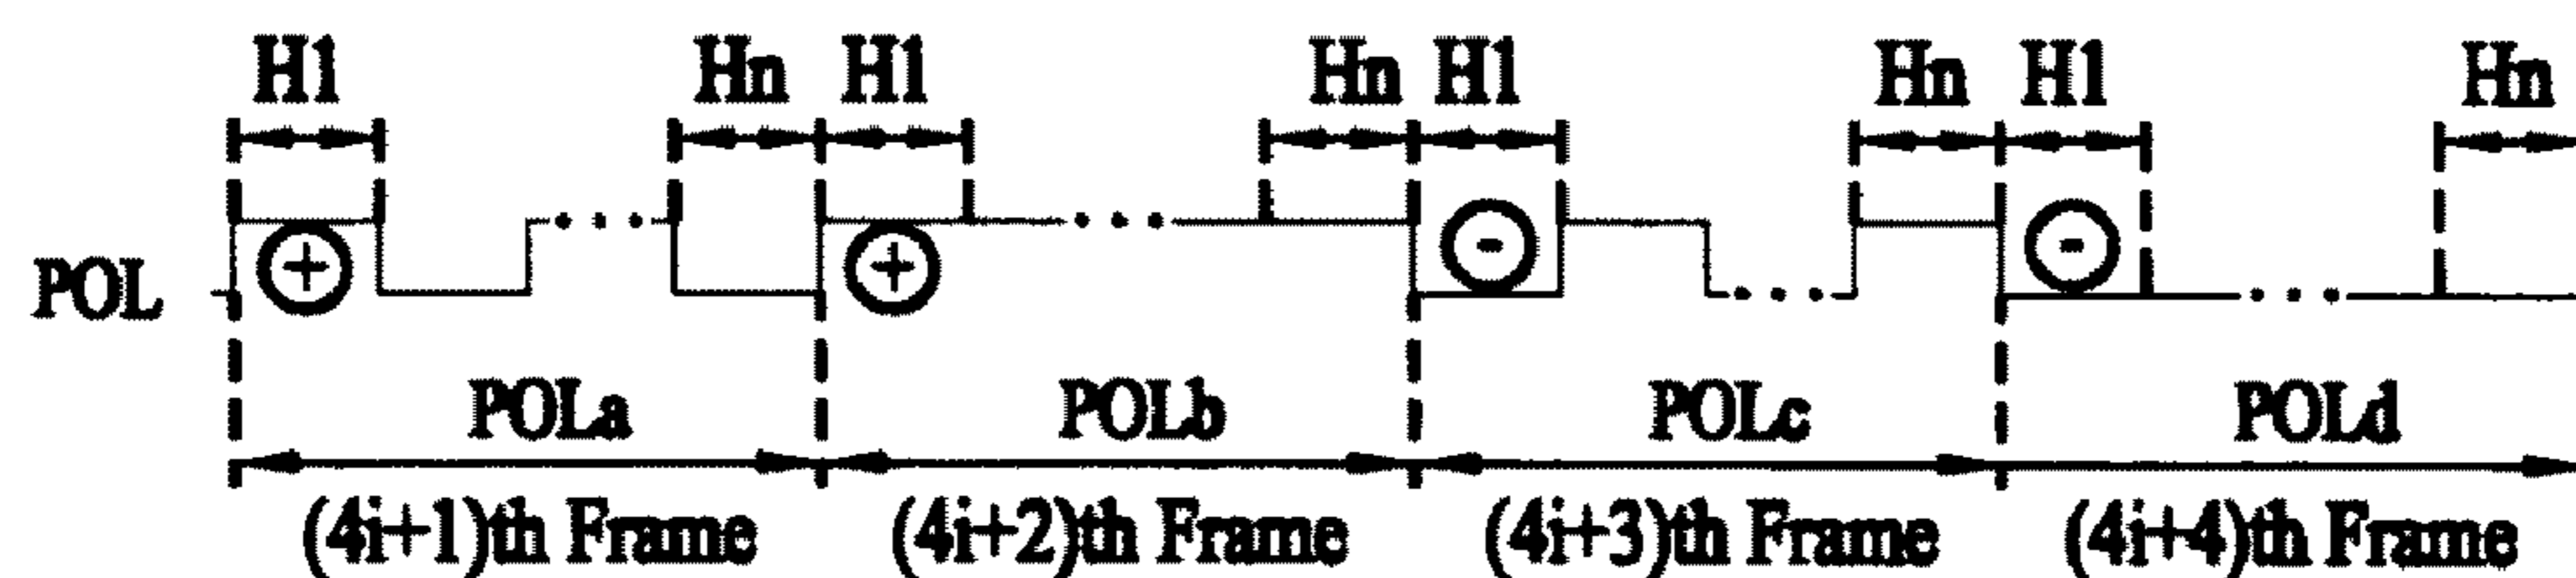 H1 Hn H1 Hn H1 Hn H1 Hn
+ + - -
POL
POLa POLb POLc POLd
(4i+1)th Frame (4i+2)th Frame (4i+3)th Frame (4i+4)th Frame